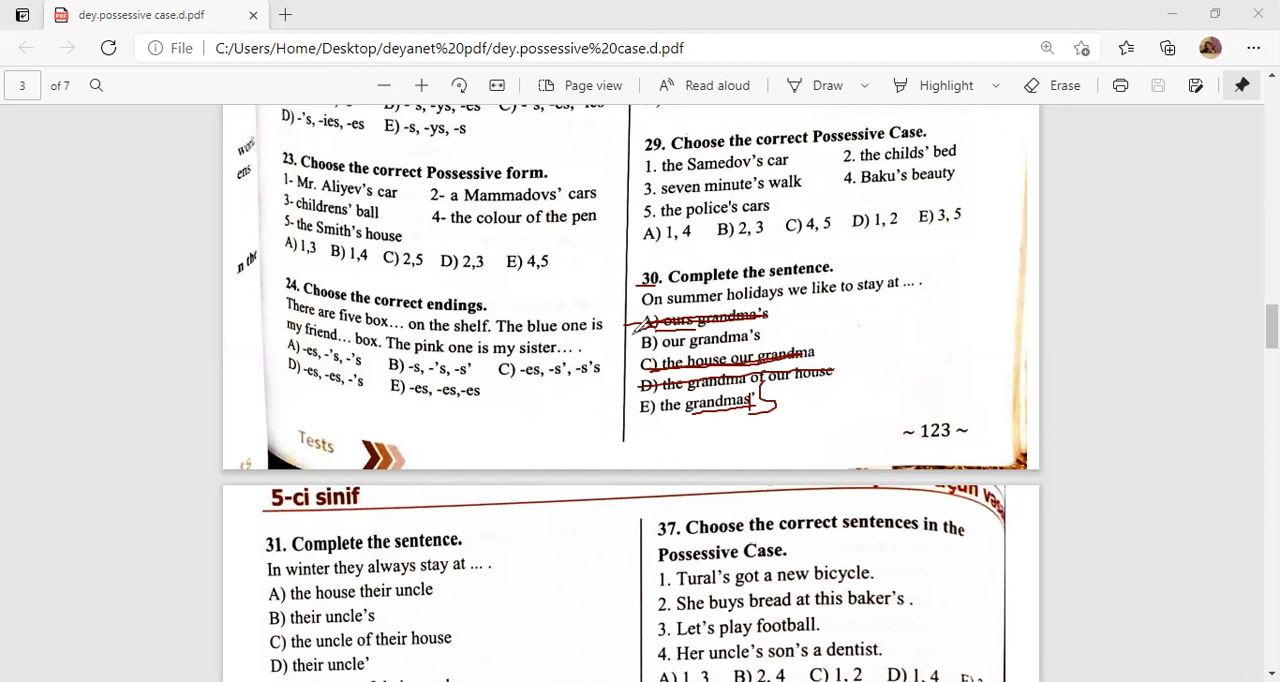 dey.possessive case.d.pdf
File C:/Users/Home/Desktop/deyanet%20pdf/dey.possessive%20case.d.pdf
3 of 7 Page view Read aloud Draw Highlight Erase
D) -'s, -ies, -es E) -s, -ys, -s
23. Choose the correct Possessive form.
1- Mr. Aliyev's car 2- a Mammadovs' cars
3- childrens' ball 4- the colour of the pen
5- the Smith's house
A) 1,3 B) 1,4 C) 2,5 D) 2,3 E) 4,5
24. Choose the correct endings.
There are five box... on the shelf. The blue one is
my friend... box. The pink one is my sister... .
A) -es, -'s, -'s B) -s, -'s, -s' C) -es, -s', -s's
D) -es, -es, -'s E) -es, -es,-es
Tests
29. Choose the correct Possessive Case.
1. the Samedov's car 2. the childs' bed
3. seven minute's walk 4. Baku's beauty
5. the police's cars
A) 1, 4 B) 2, 3 C) 4, 5 D) 1, 2 E) 3, 5
30. Complete the sentence.
On summer holidays we like to stay at ... .
A) ours grandma's
B) our grandma's
C) the house our grandma
D) the grandma of our house
E) the grandmas'
~ 123 ~
5-ci sinif
31. Complete the sentence.
In winter they always stay at ... .
A) the house their uncle
B) their uncle's
C) the uncle of their house
D) their uncle'
37. Choose the correct sentences in the
Possessive Case.
1. Tural's got a new bicycle.
2. She buys bread at this baker's .
3. Let's play football.
4. Her uncle's son's a dentist.
A) 1, 3 B) 2, 4 C) 1, 2 D) 1, 4